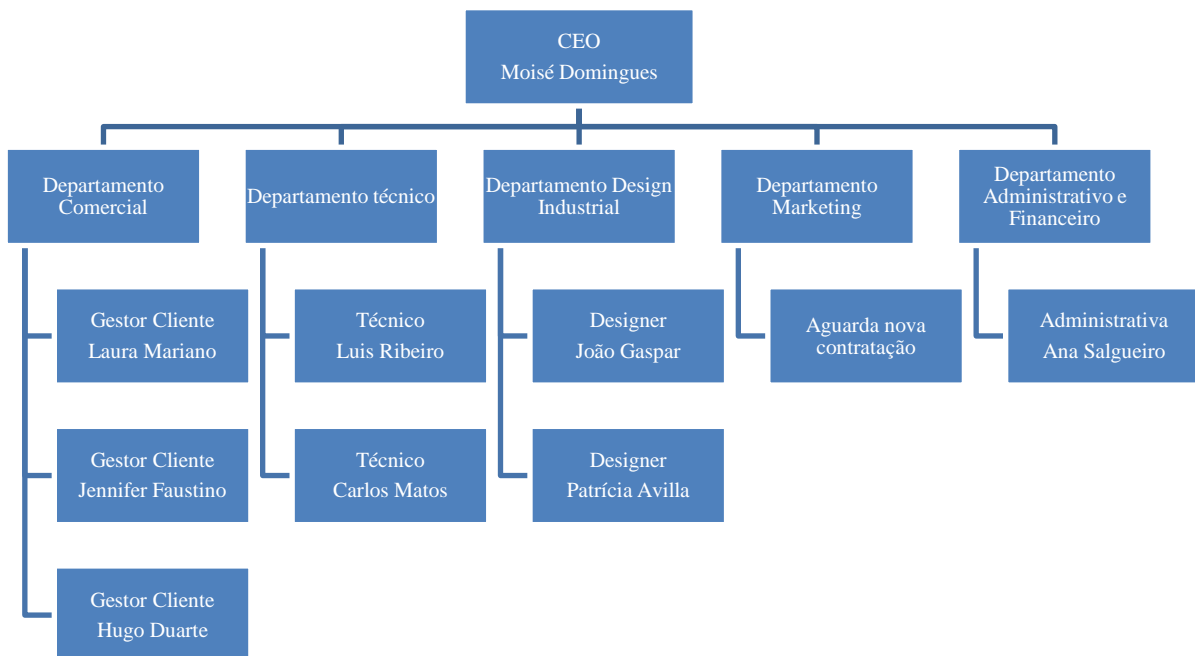 CEO
Moisé Domingues
Departamento
Comercial
Departamento técnico
Departamento Design
Industrial
Departamento
Marketing
Departamento
Administrativo e
Financeiro
Gestor Cliente
Laura Mariano
Técnico
Luis Ribeiro
Designer
João Gaspar
Aguarda nova
contratação
Administrativa
Ana Salgueiro
Gestor Cliente
Jennifer Faustino
Técnico
Carlos Matos
Designer
Patrícia Avilla
Gestor Cliente
Hugo Duarte